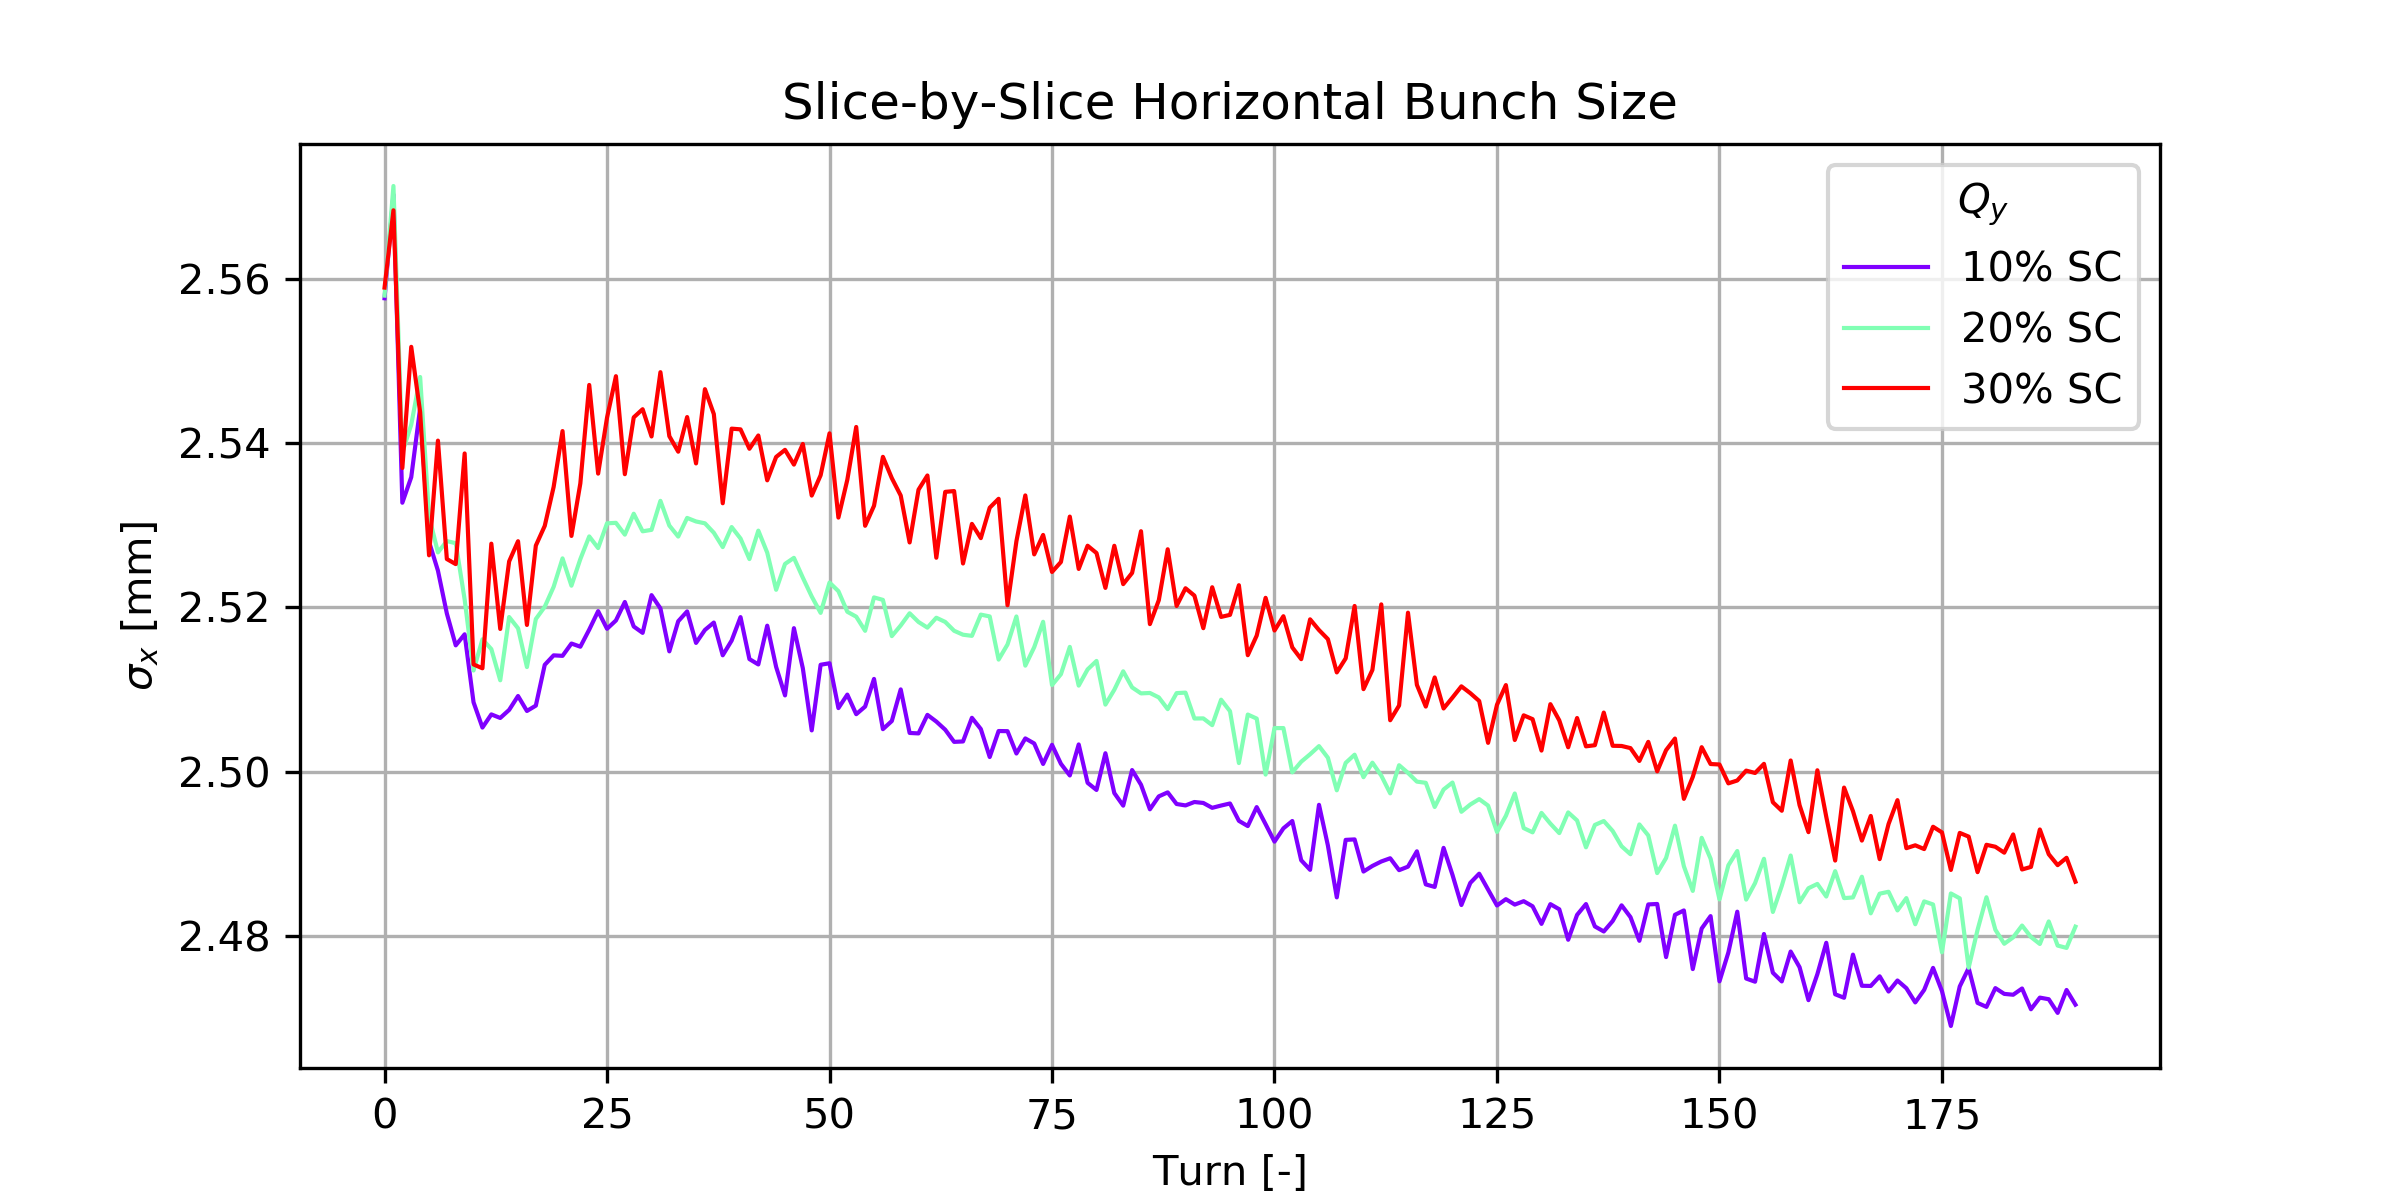 Slice-by-Slice Horizontal Bunch Size
Qy
10% SC
20% SC
30% SC
σx [mm]
2.56
2.54
2.52
2.50
2.48
0 25 50 75 100 125 150 175
Turn [-]